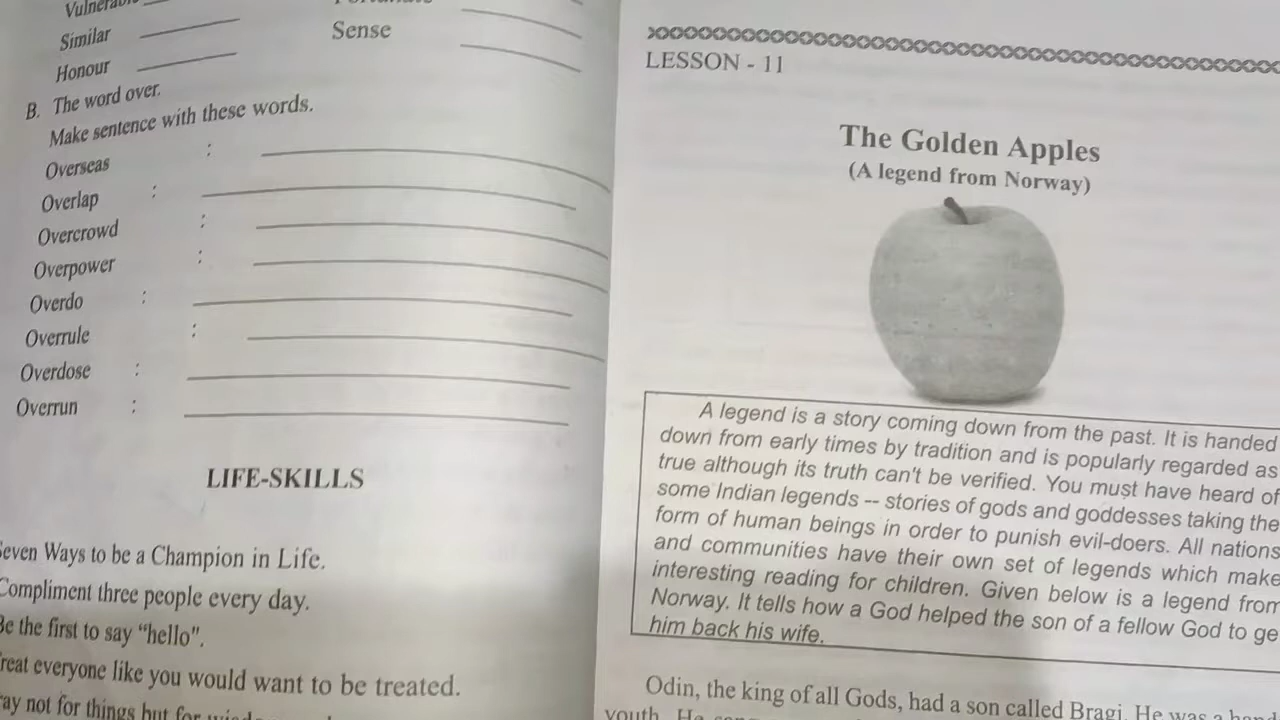 Similar
Sense
Honour
B. The word over.
Make sentence with these words.
Overseas :
Overlap :
Overcrowd :
Overpower :
Overdo :
Overrule :
Overdose :
Overrun :
LIFE-SKILLS
Seven Ways to be a Champion in Life.
Compliment three people every day.
Be the first to say “hello”.
Treat everyone like you would want to be treated.
not for things but for
LESSON - 11
The Golden Apples
(A legend from Norway)
A legend is a story coming down from the past. It is handed
down from early times by tradition and is popularly regarded as
true although its truth can't be verified. You must have heard of
some Indian legends -- stories of gods and goddesses taking the
form of human beings in order to punish evil-doers. All nations
and communities have their own set of legends which make
interesting reading for children. Given below is a legend from
Norway. It tells how a God helped the son of a fellow God to ge
him back his wife.
Odin, the king of all Gods, had a son called Bragi. He was a hand
youth. He